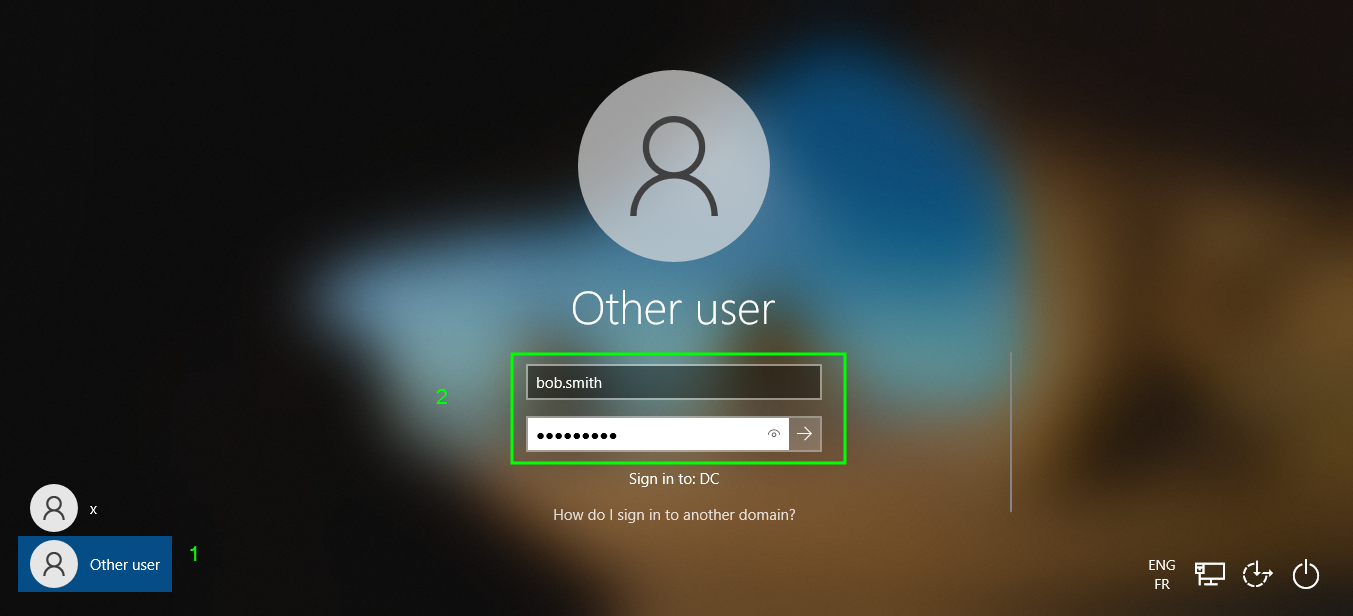 Other user
2
bob.smith
●●●●●●●●●
Sign in to: DC
How do I sign in to another domain?
x
Other user
1
ENG
FR